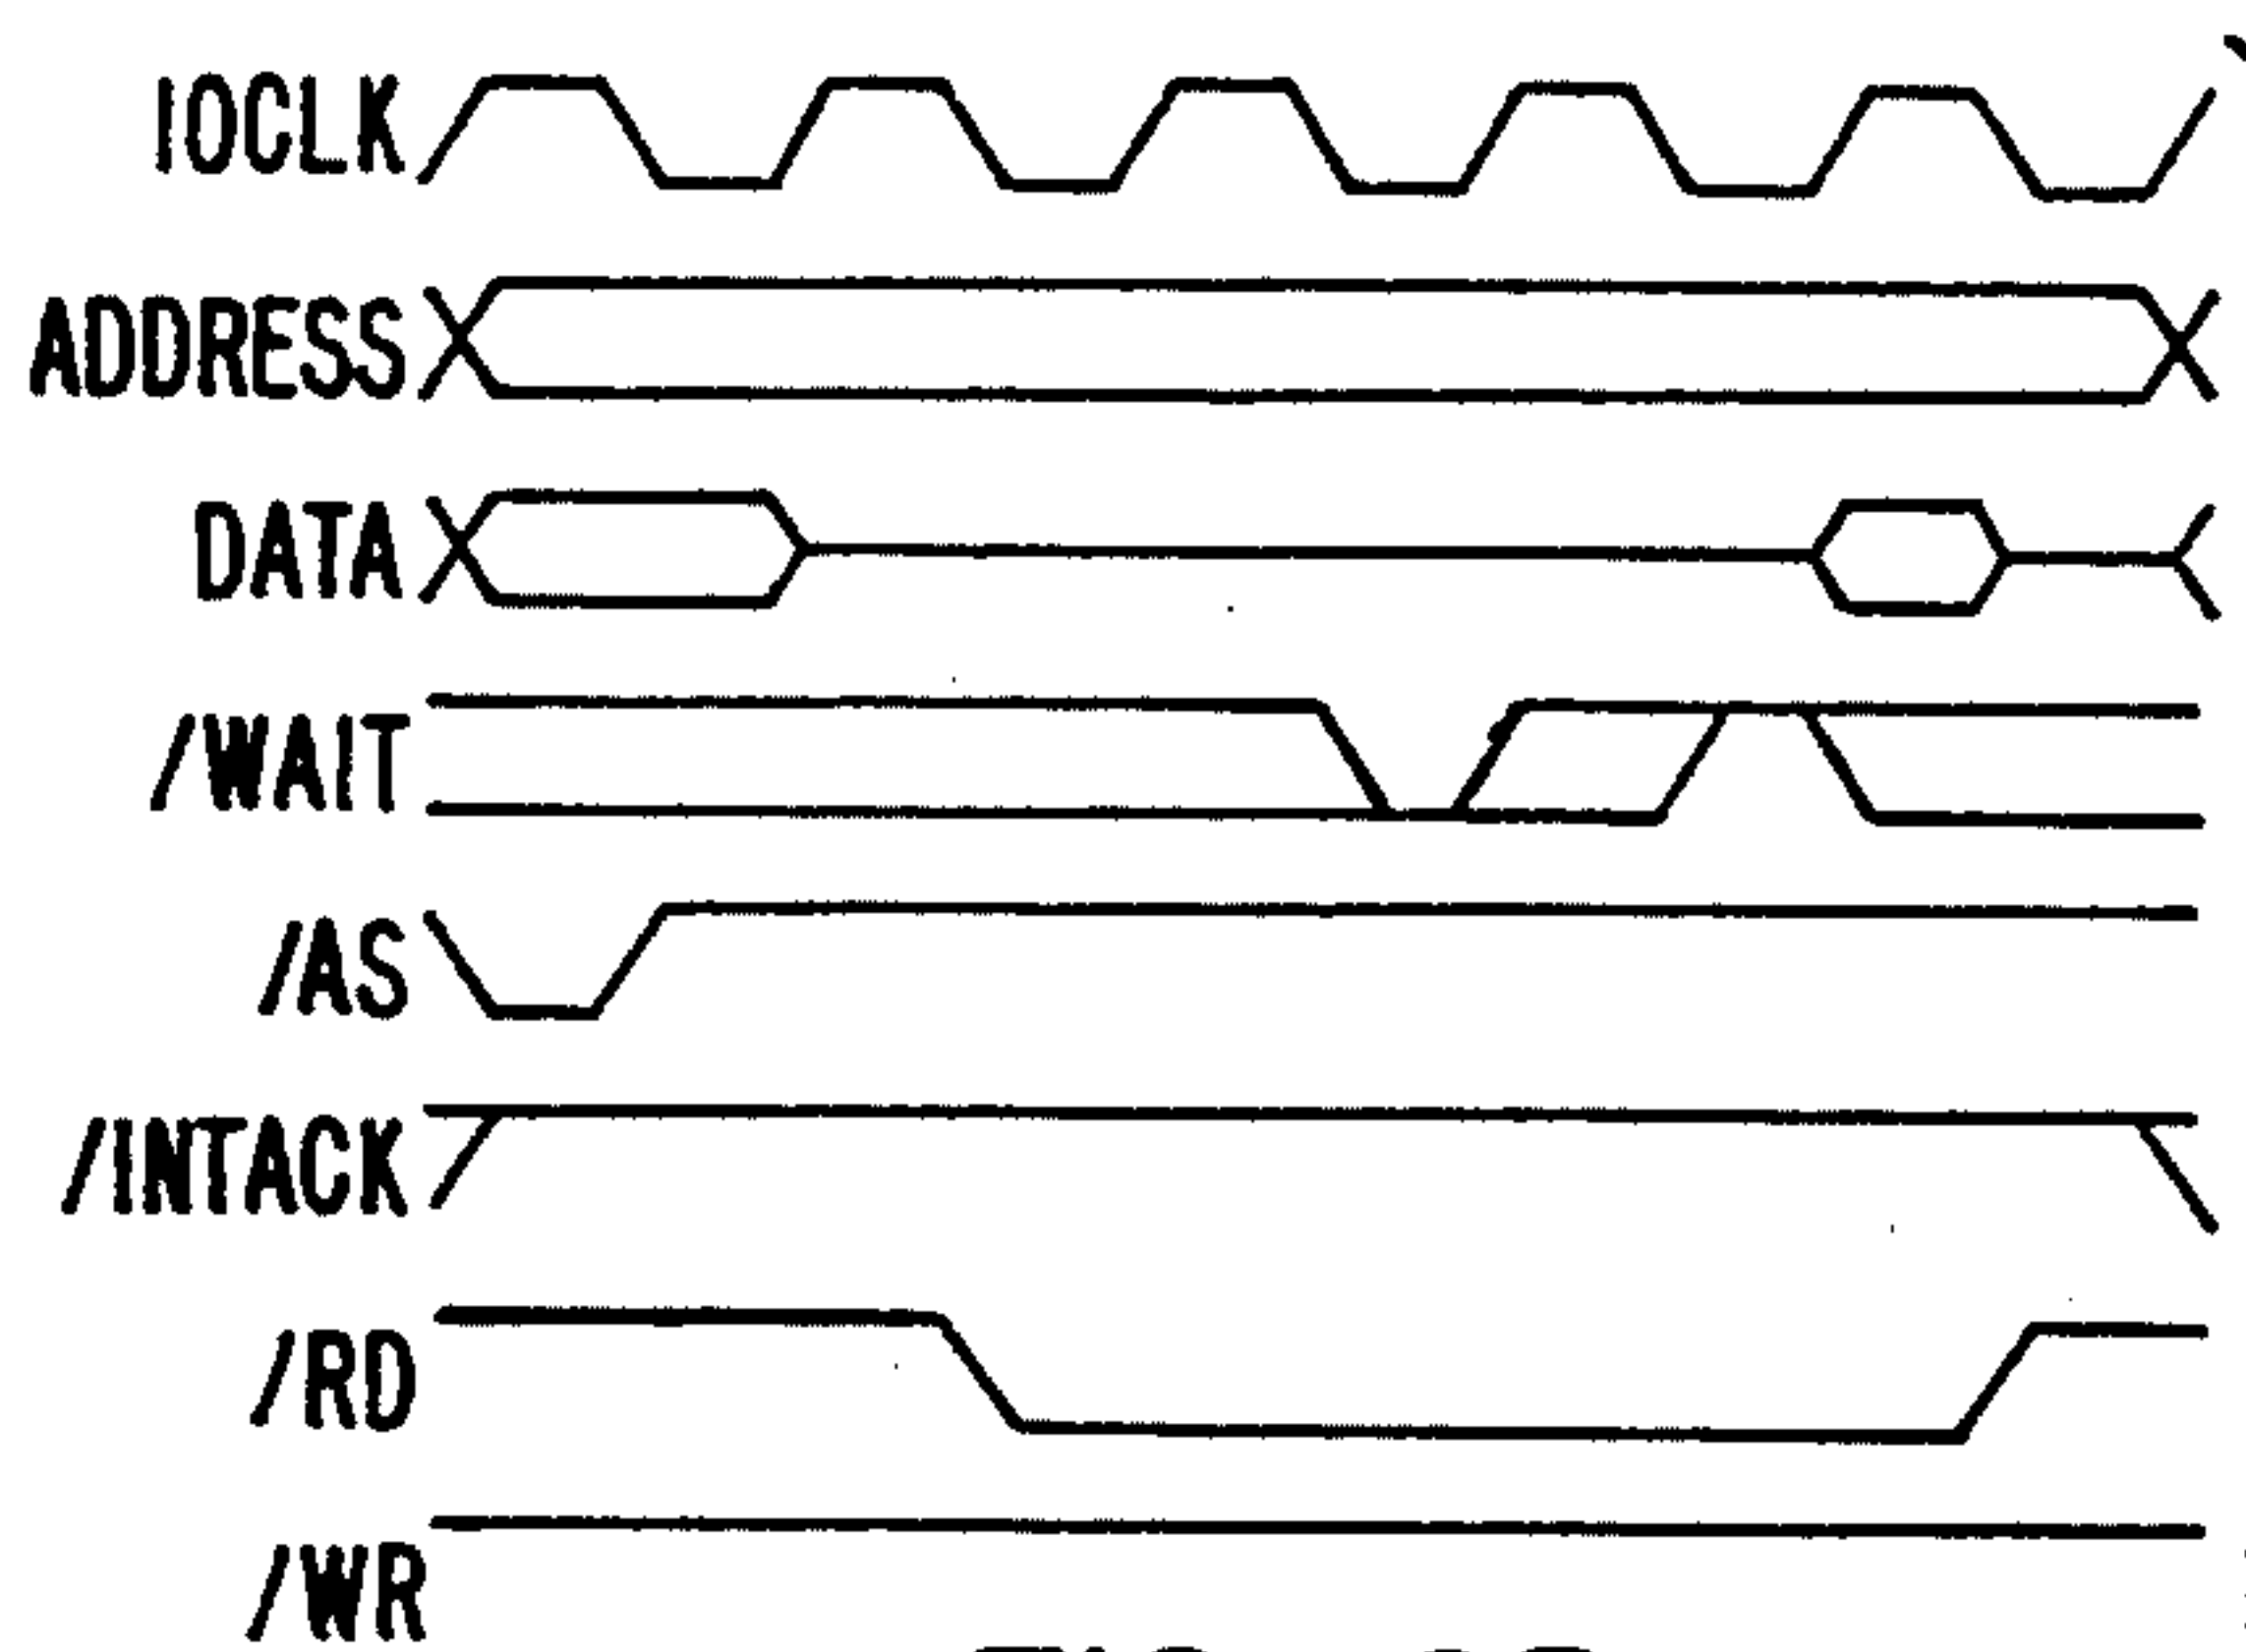 IOCLK
ADDRESS
DATA
/WAIT
/AS
/INTACK
/RD
/WR